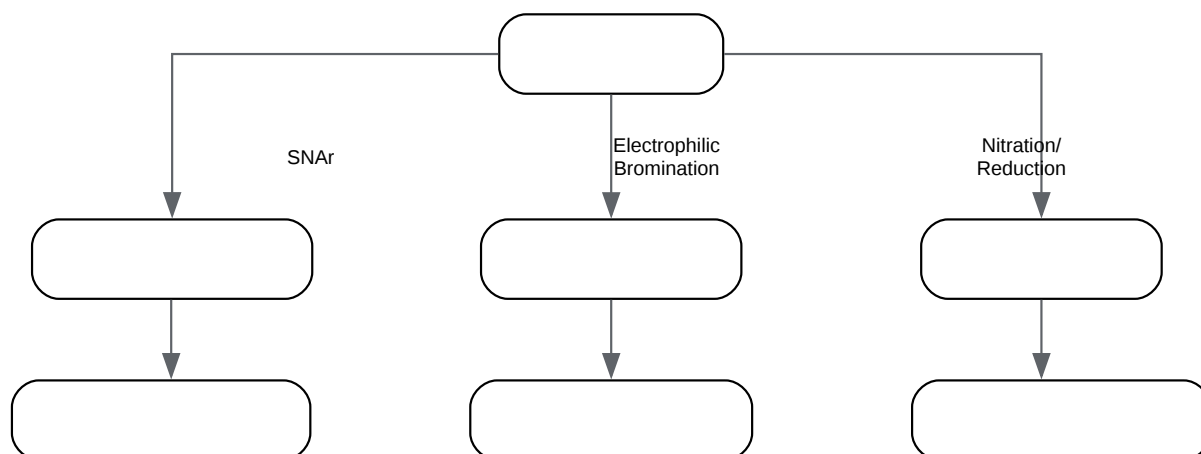 SNAr
Electrophilic
Bromination
Nitration/
Reduction